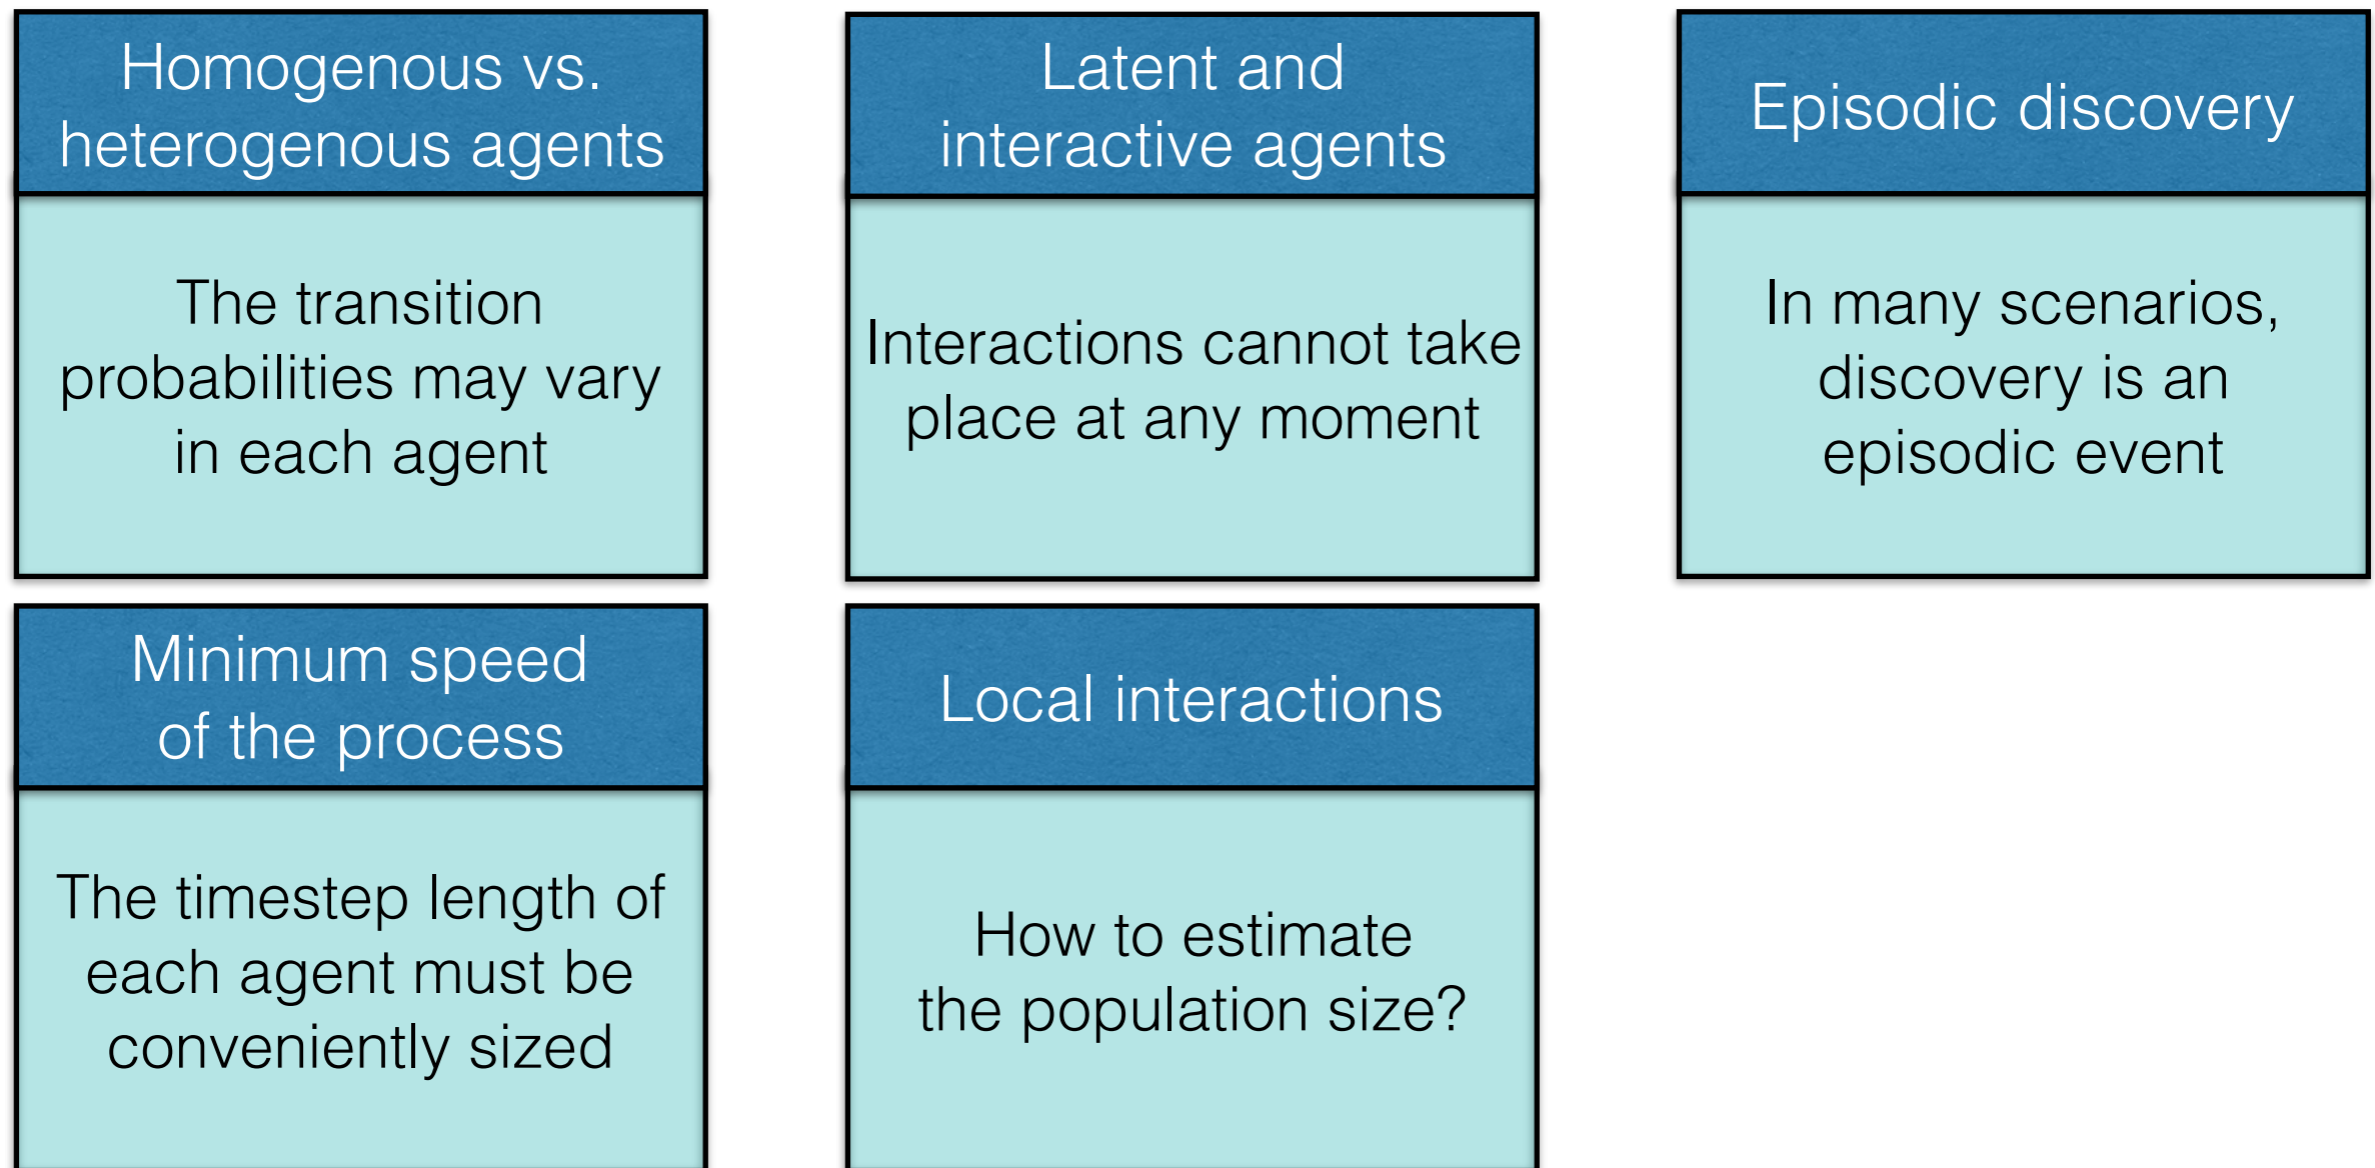 Homogenous vs.
heterogenous agents
The transition
probabilities may vary
in each agent
Latent and
interactive agents
Interactions cannot take
place at any moment
Episodic discovery
In many scenarios,
discovery is an
episodic event
Minimum speed
of the process
The timestep length of
each agent must be
conveniently sized
Local interactions
How to estimate
the population size?